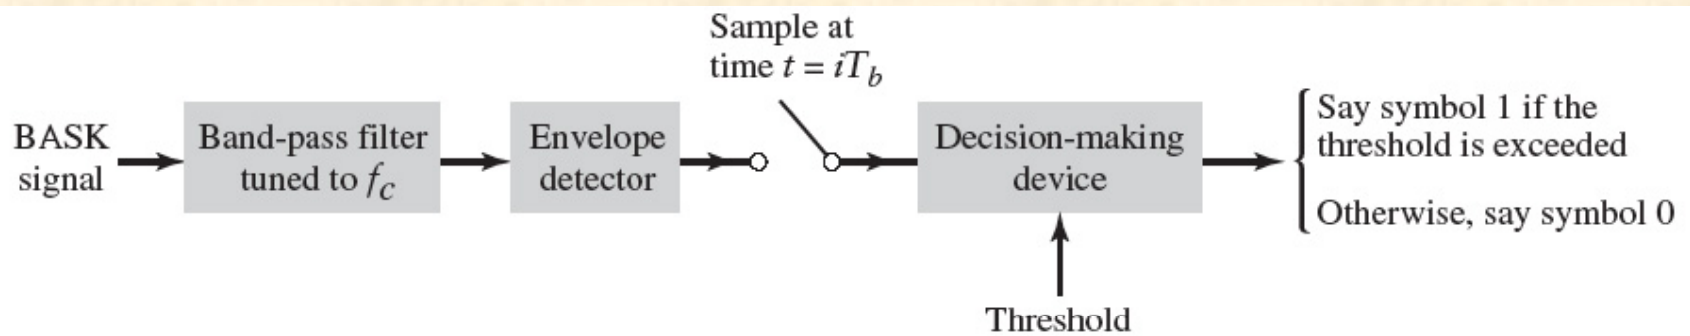 Sample at
time t = iT_b
BASK
signal
Band-pass filter
tuned to f_c
Envelope
detector
Decision-making
device
Say symbol 1 if the
threshold is exceeded
Otherwise, say symbol 0
Threshold